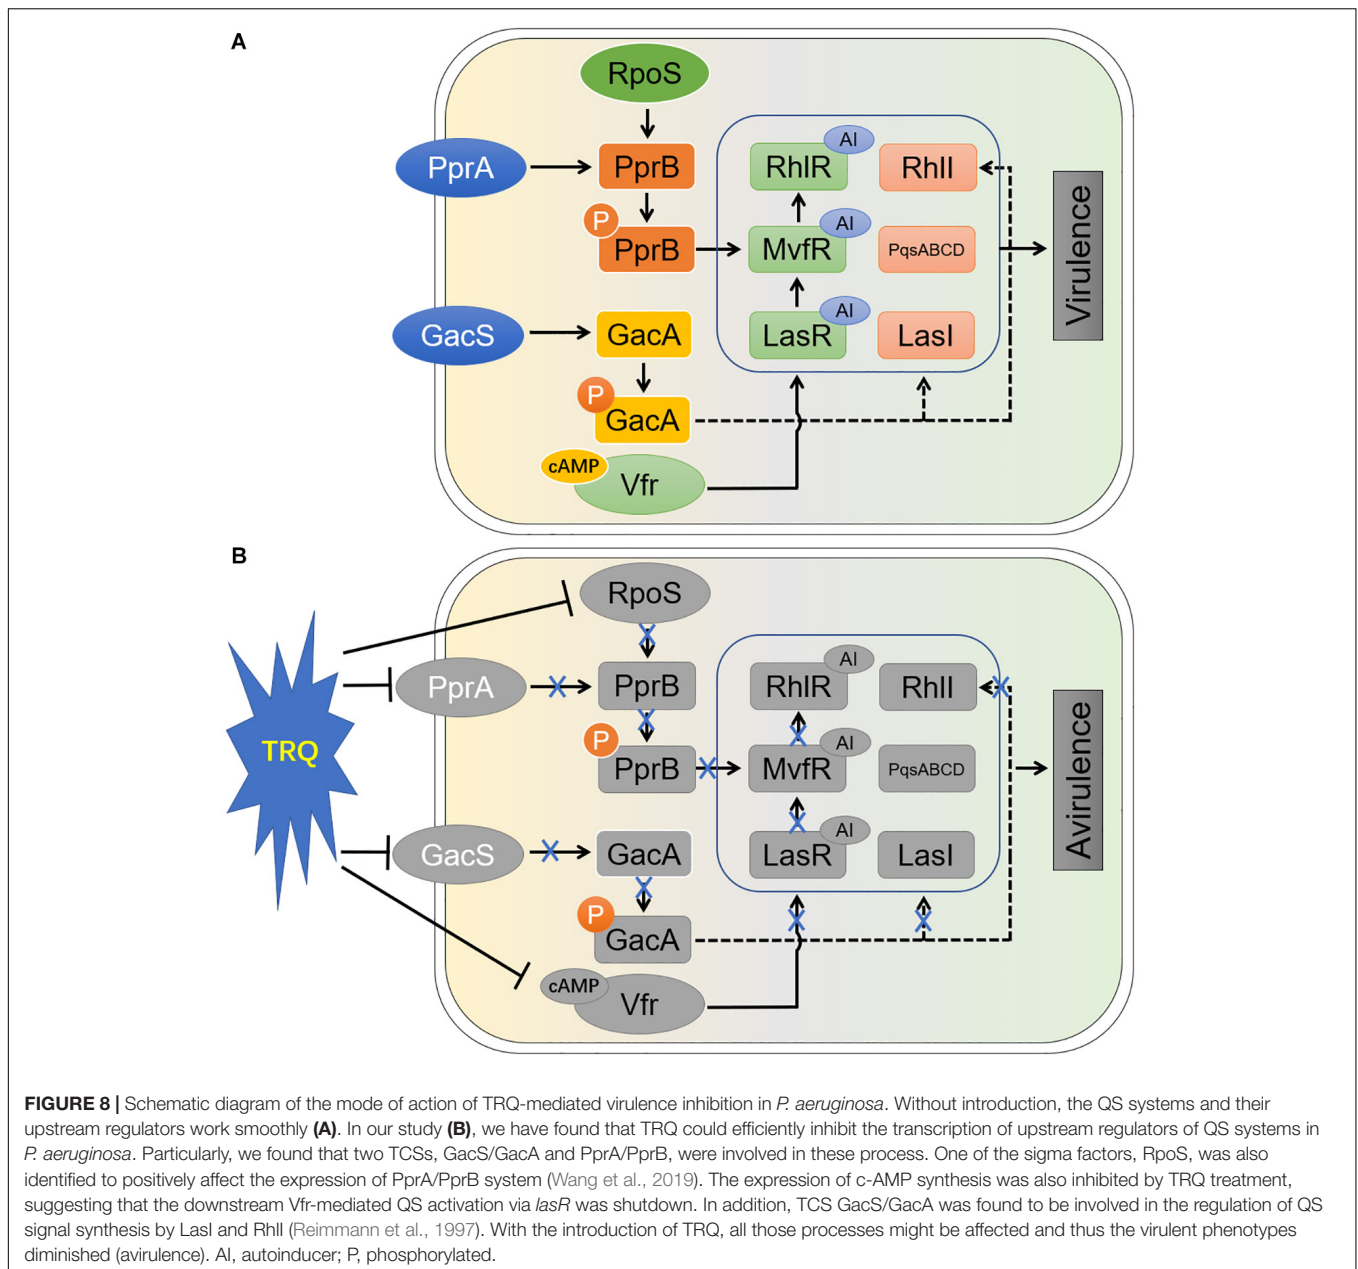 A
RpoS
AI
PprA
PprB
RhlR
RhlI
P
AI
PprB
MvfR
PqsABCD
Virulence
AI
GacS
GacA
LasR
LasI
P
GacA
cAMP
Vfr
B
RpoS
AI
PprA
PprB
RhlR
RhlI
TRQ
P
AI
PprB
MvfR
PqsABCD
Avirulence
AI
GacS
GacA
LasR
LasI
P
GacA
cAMP
Vfr
FIGURE 8 | Schematic diagram of the mode of action of TRQ-mediated virulence inhibition in P. aeruginosa. Without introduction, the QS systems and their
upstream regulators work smoothly (A). In our study (B), we have found that TRQ could efficiently inhibit the transcription of upstream regulators of QS systems in
P. aeruginosa. Particularly, we found that two TCSs, GacS/GacA and PprA/PprB, were involved in these process. One of the sigma factors, RpoS, was also
identified to positively affect the expression of PprA/PprB system (Wang et al., 2019). The expression of c-AMP synthesis was also inhibited by TRQ treatment,
suggesting that the downstream Vfr-mediated QS activation via lasR was shutdown. In addition, TCS GacS/GacA was found to be involved in the regulation of QS
signal synthesis by LasI and RhlI (Reimmann et al., 1997). With the introduction of TRQ, all those processes might be affected and thus the virulent phenotypes
diminished (avirulence). AI, autoinducer; P, phosphorylated.